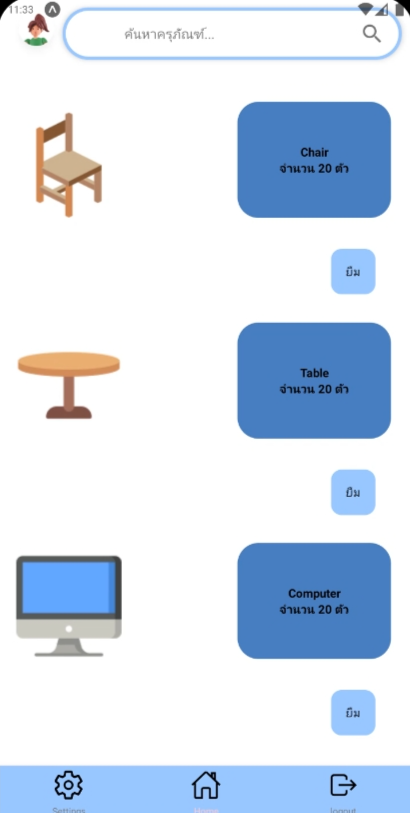 11:33
ค้นหาครุภัณฑ์...
Chair
จำนวน 20 ตัว
ยืม
Table
จำนวน 20 ตัว
ยืม
Computer
จำนวน 20 ตัว
ยืม
Settings
Home
logout